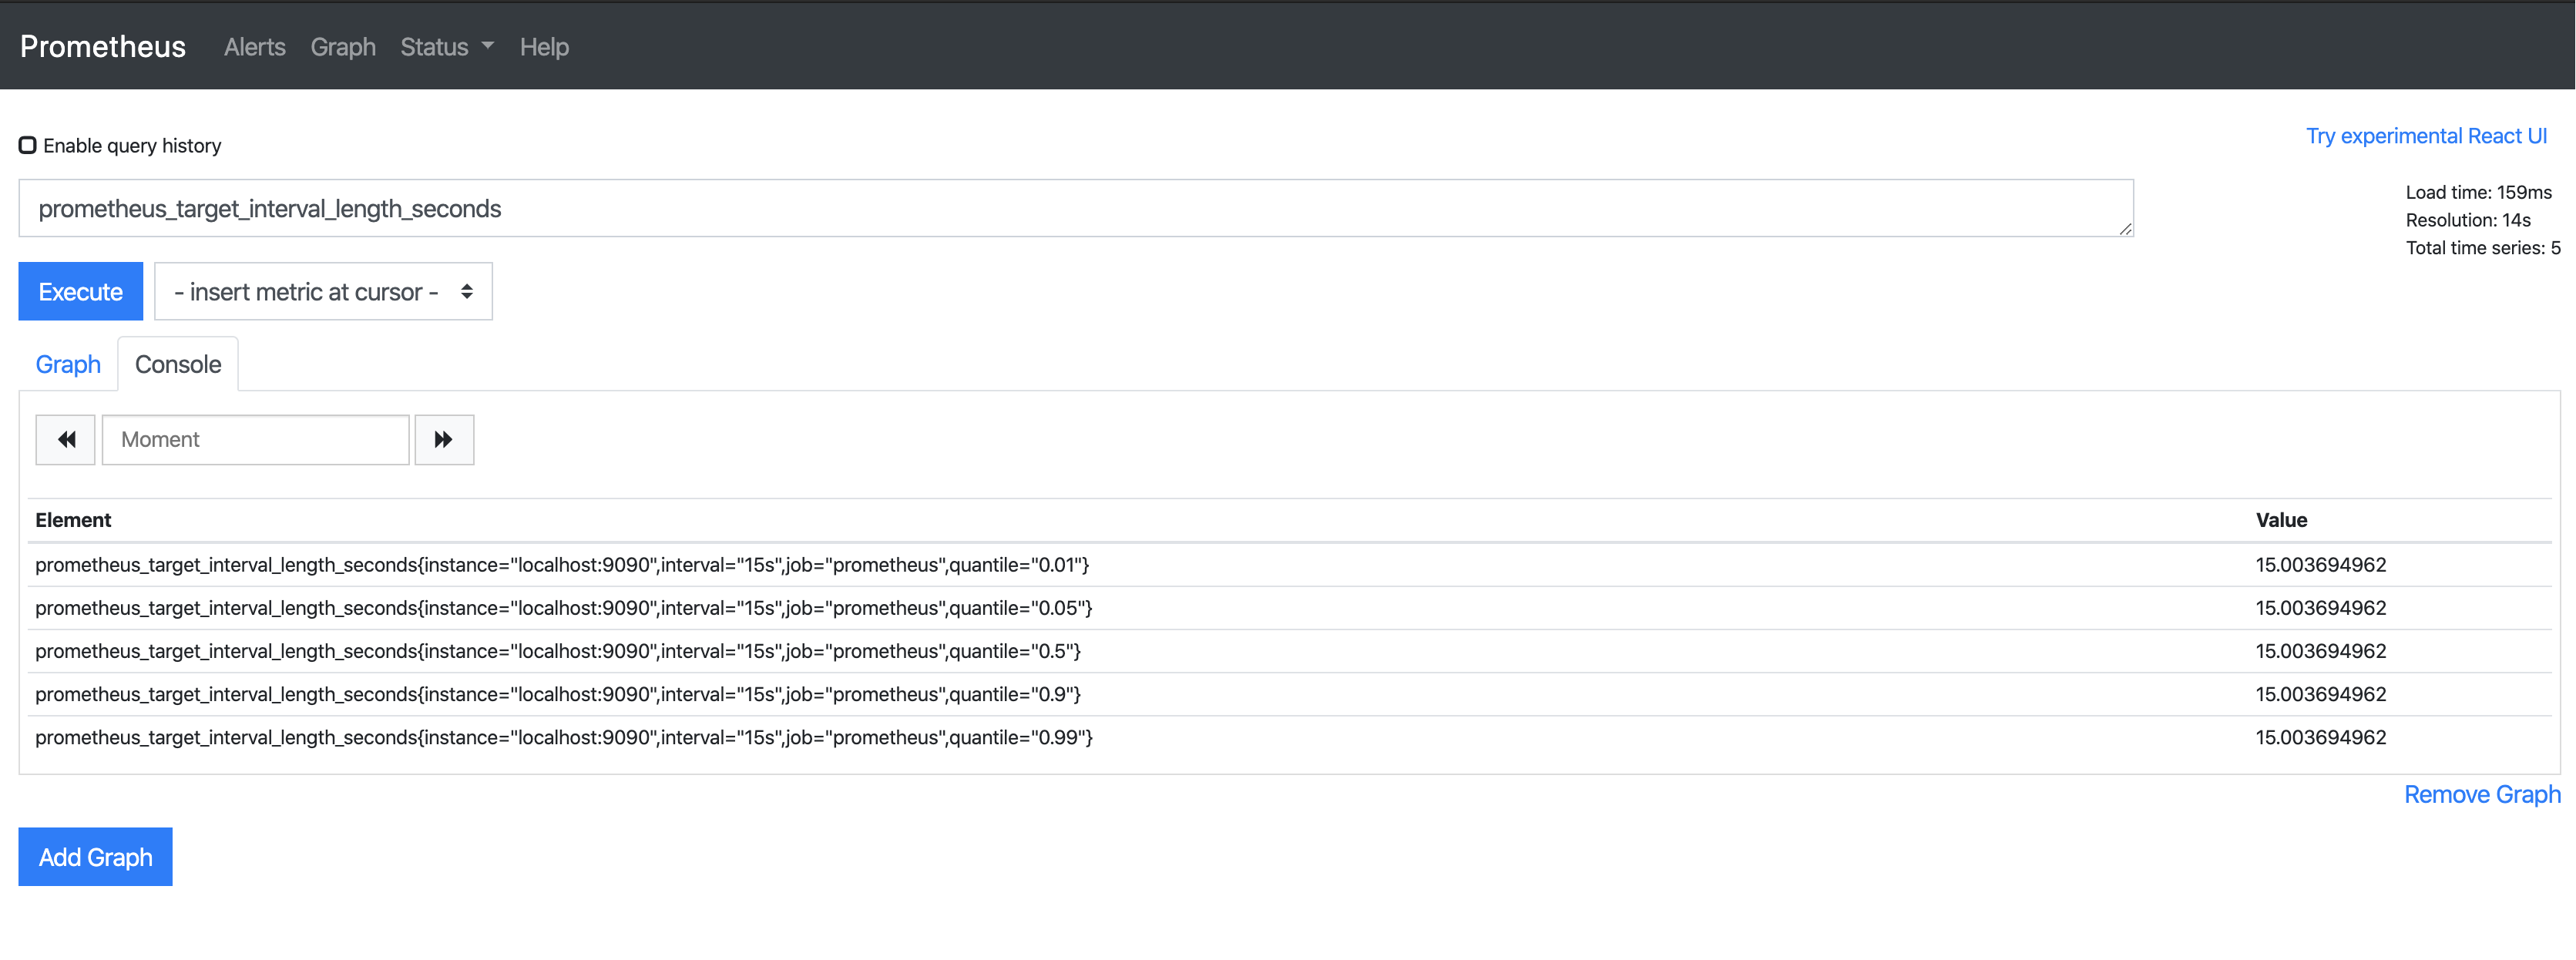 Prometheus Alerts Graph Status Help
Enable query history
Try experimental React UI
prometheus_target_interval_length_seconds
Load time: 159ms
Resolution: 14s
Total time series: 5
Execute - insert metric at cursor -
Graph Console
Moment
Element Value
prometheus_target_interval_length_seconds{instance="localhost:9090",interval="15s",job="prometheus",quantile="0.01"} 15.003694962
prometheus_target_interval_length_seconds{instance="localhost:9090",interval="15s",job="prometheus",quantile="0.05"} 15.003694962
prometheus_target_interval_length_seconds{instance="localhost:9090",interval="15s",job="prometheus",quantile="0.5"} 15.003694962
prometheus_target_interval_length_seconds{instance="localhost:9090",interval="15s",job="prometheus",quantile="0.9"} 15.003694962
prometheus_target_interval_length_seconds{instance="localhost:9090",interval="15s",job="prometheus",quantile="0.99"} 15.003694962
Remove Graph
Add Graph